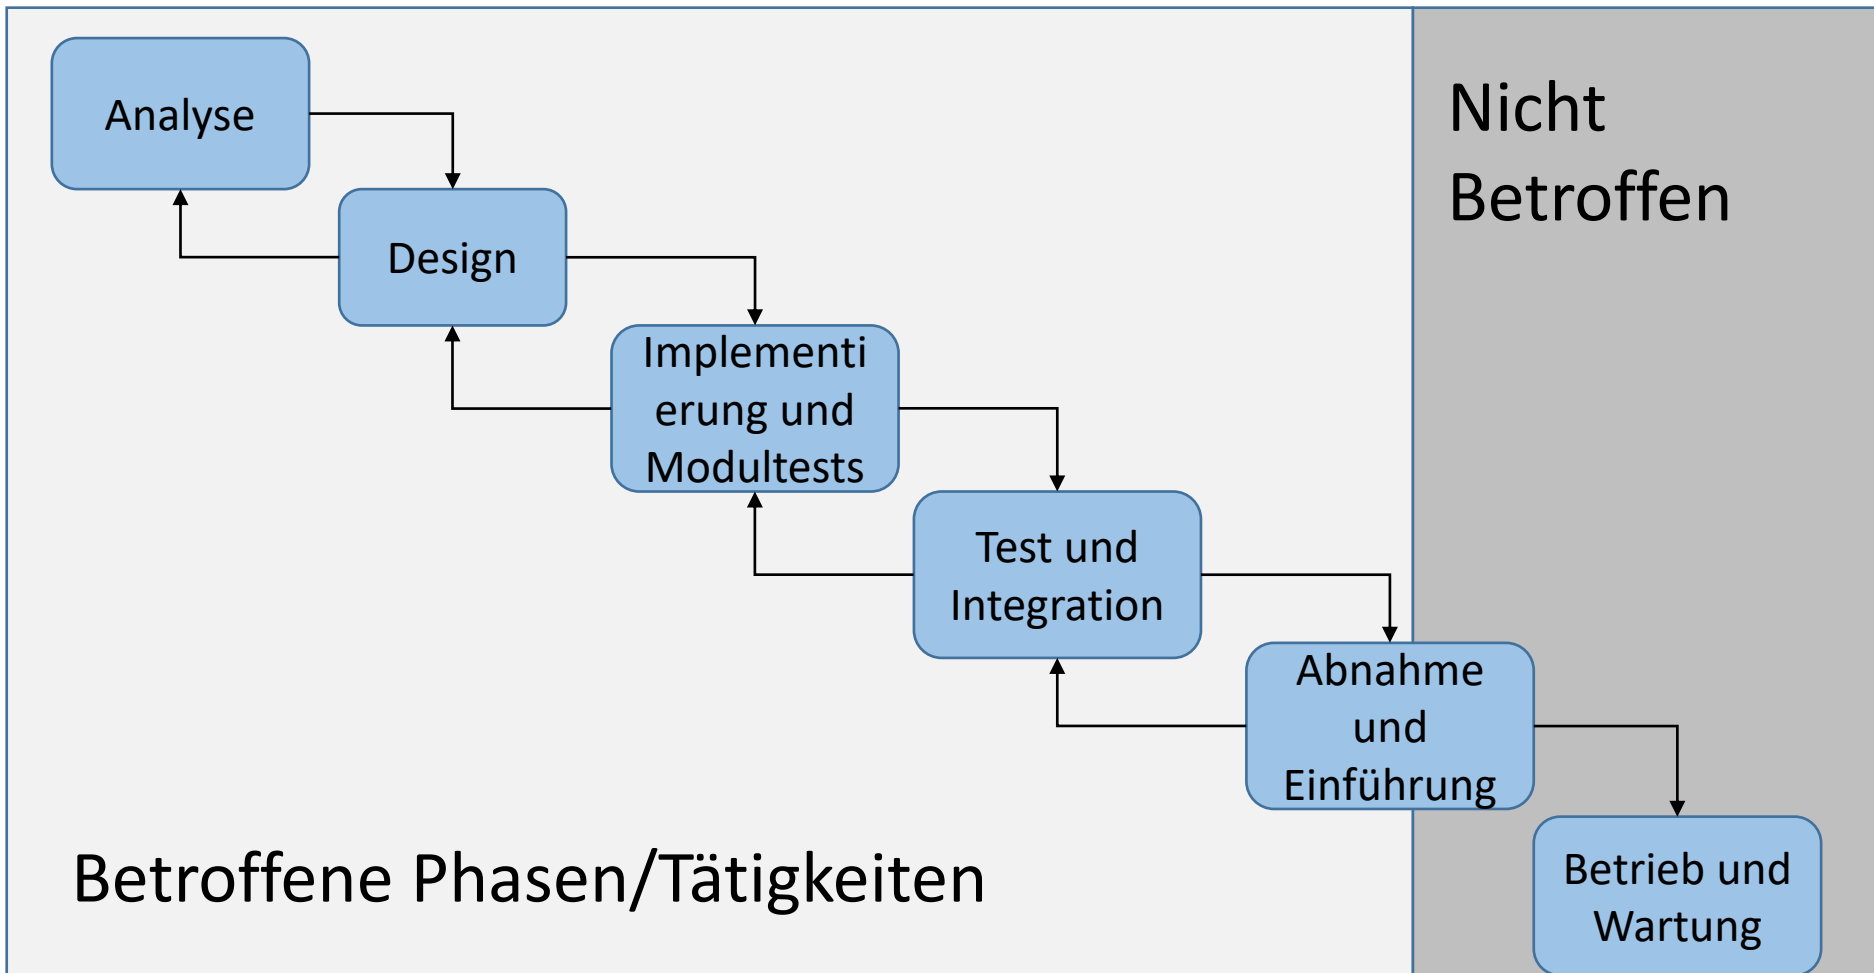 Analyse
Nicht
Betroffen
Design
Implementi
erung und
Modultests
Test und
Integration
Abnahme
und
Einführung
Betroffene Phasen/Tätigkeiten
Betrieb und
Wartung